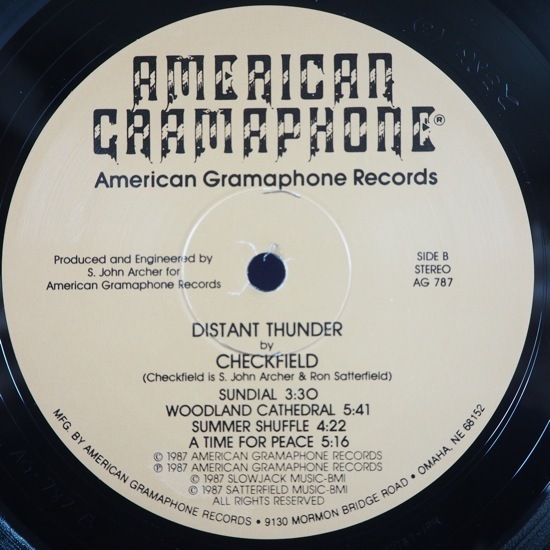 AMERICAN
GRAMAPHONE®
American Gramaphone Records
Produced and Engineered by
S. John Archer for
American Gramaphone Records
SIDE B
STEREO
AG 787
DISTANT THUNDER
by
CHECKFIELD
(Checkfield is S. John Archer & Ron Satterfield)
SUNDIAL 3:30
WOODLAND CATHEDRAL 5:41
SUMMER SHUFFLE 4:22
A TIME FOR PEACE 5:16
© 1987 AMERICAN GRAMAPHONE RECORDS
℗ 1987 AMERICAN GRAMAPHONE RECORDS
© 1987 SLOWJACK MUSIC-BMI
© 1987 SATTERFIELD MUSIC-BMI
ALL RIGHTS RESERVED
MFG. BY AMERICAN GRAMAPHONE RECORDS • 9130 MORMON BRIDGE ROAD • OMAHA, NE 68152